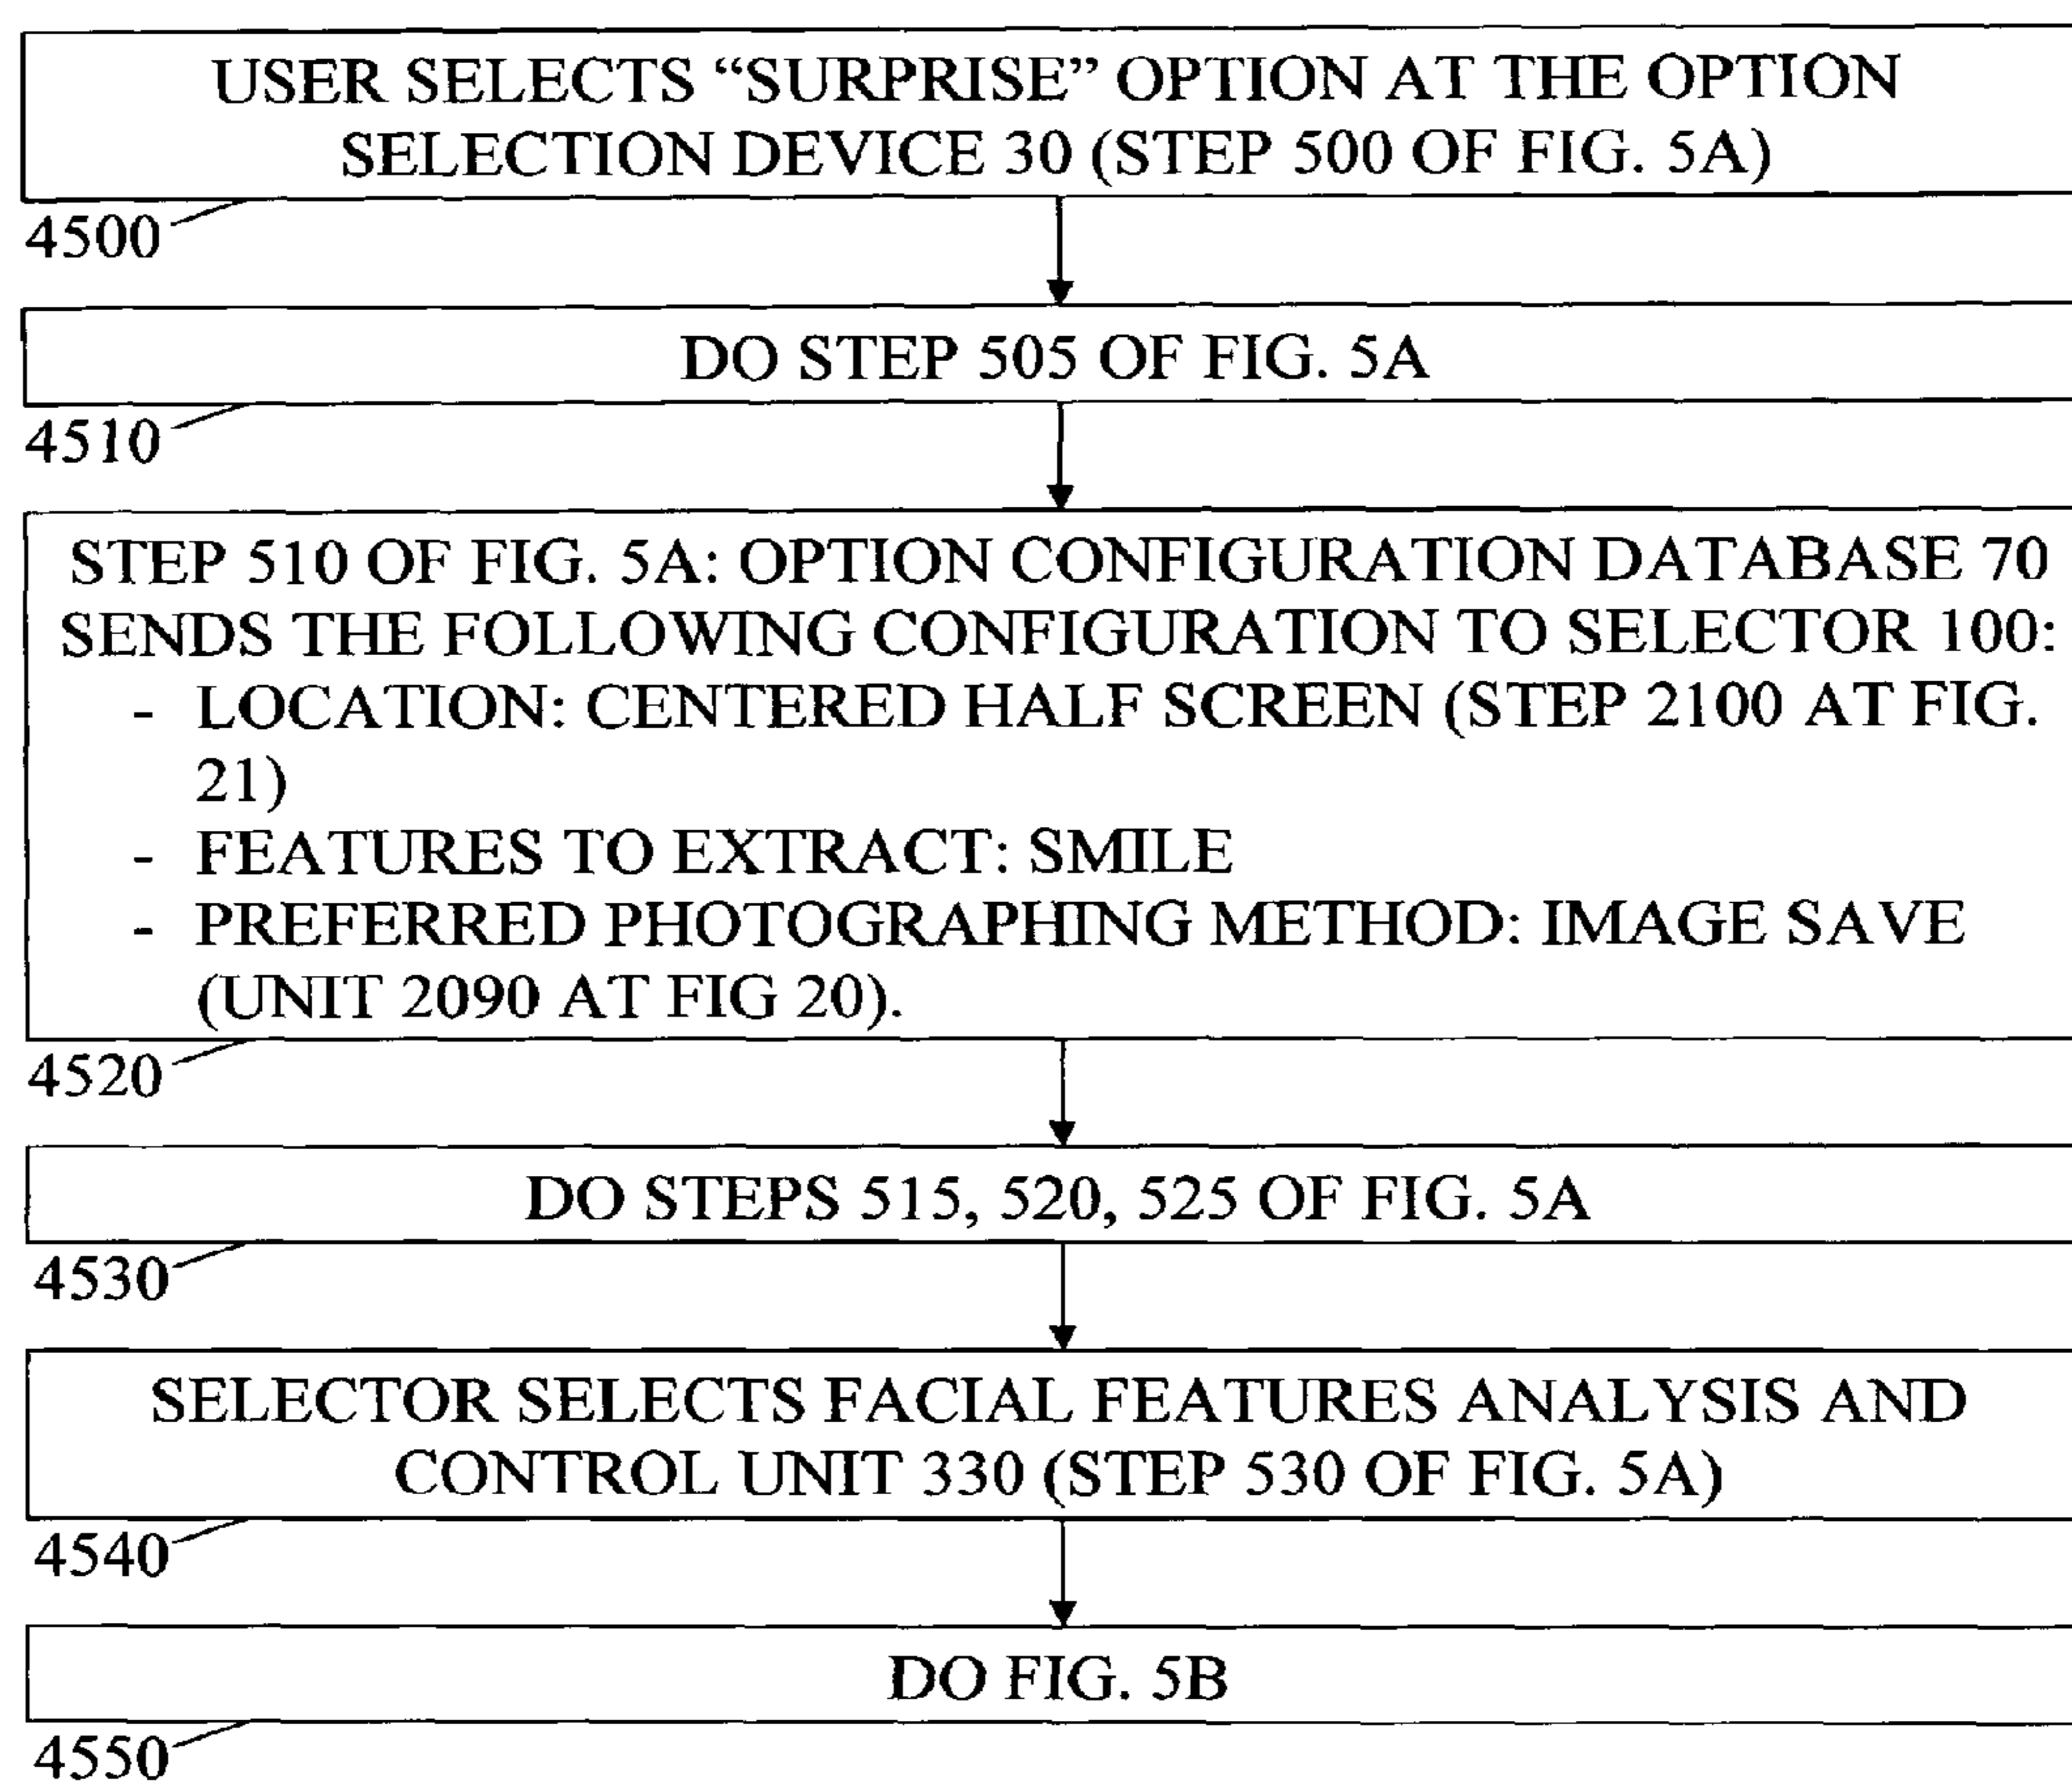 USER SELECTS “SURPRISE” OPTION AT THE OPTION
SELECTION DEVICE 30 (STEP 500 OF FIG. 5A)
4500
DO STEP 505 OF FIG. 5A
4510
STEP 510 OF FIG. 5A: OPTION CONFIGURATION DATABASE 70
SENDS THE FOLLOWING CONFIGURATION TO SELECTOR 100:
- LOCATION: CENTERED HALF SCREEN (STEP 2100 AT FIG.
21)
- FEATURES TO EXTRACT: SMILE
- PREFERRED PHOTOGRAPHING METHOD: IMAGE SAVE
(UNIT 2090 AT FIG 20).
4520
DO STEPS 515, 520, 525 OF FIG. 5A
4530
SELECTOR SELECTS FACIAL FEATURES ANALYSIS AND
CONTROL UNIT 330 (STEP 530 OF FIG. 5A)
4540
DO FIG. 5B
4550